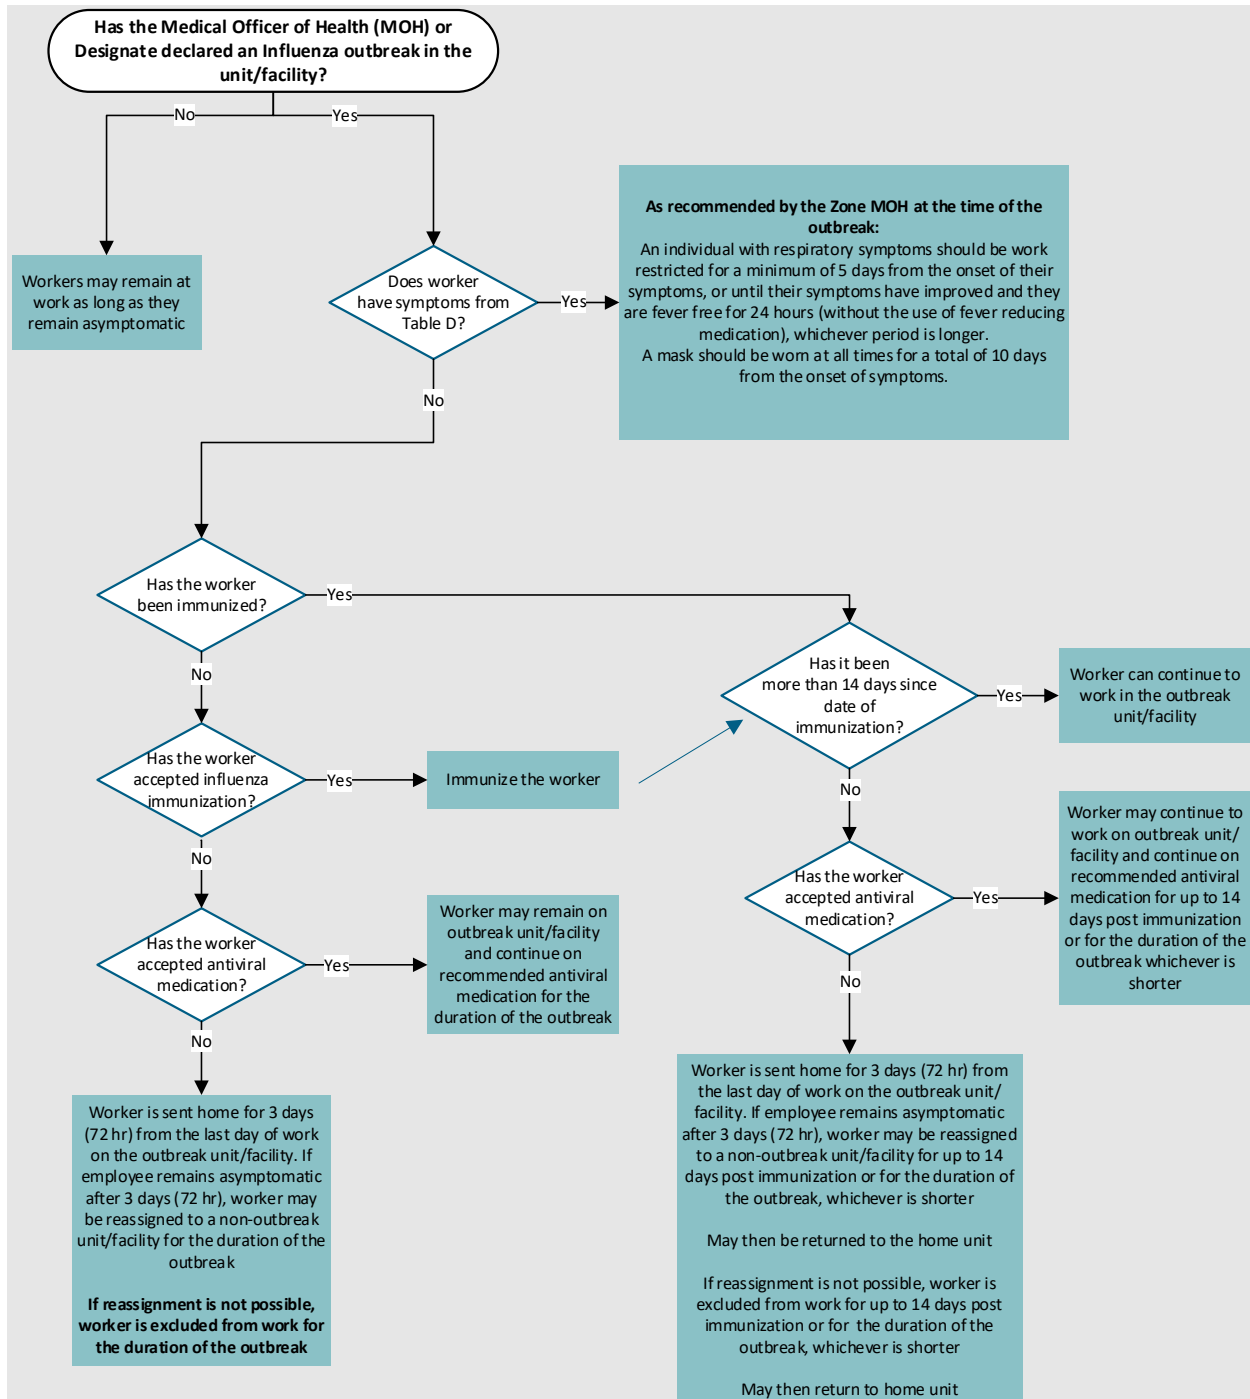 Has the Medical Officer of Health (MOH) or
Designate declared an Influenza outbreak in the
unit/facility?
No
Yes
Workers may remain at
work as long as they
remain asymptomatic
Does worker
have symptoms from
Table D?
Yes
As recommended by the Zone MOH at the time of the
outbreak:
An individual with respiratory symptoms should be work
restricted for a minimum of 5 days from the onset of their
symptoms, or until their symptoms have improved and they
are fever free for 24 hours (without the use of fever reducing
medication), whichever period is longer.
A mask should be worn at all times for a total of 10 days
from the onset of symptoms.
No
Has the worker
been immunized?
Yes
No
Has it been
more than 14 days since
date of
immunization?
Yes
Worker can continue to
work in the outbreak
unit/facility
Has the worker
accepted influenza
immunization?
Yes
Immunize the worker
No
No
Has the worker
accepted antiviral
medication?
Yes
Worker may continue to
work on outbreak unit/
facility and continue on
recommended antiviral
medication for up to 14
days post immunization
or for the duration of the
outbreak whichever is
shorter
Has the worker
accepted antiviral
medication?
Yes
Worker may remain on
outbreak unit/facility
and continue on
recommended antiviral
medication for the
duration of the outbreak
No
No
Worker is sent home for 3 days
(72 hr) from the last day of work
on the outbreak unit/facility. If
employee remains asymptomatic
after 3 days (72 hr), worker may
be reassigned to a non-outbreak
unit/facility for the duration of the
outbreak
If reassignment is not possible,
worker is excluded from work for
the duration of the outbreak
Worker is sent home for 3 days (72 hr) from
the last day of work on the outbreak unit/
facility. If employee remains asymptomatic
after 3 days (72 hr), worker may be reassigned
to a non-outbreak unit/facility for up to 14
days post immunization or for the duration of
the outbreak, whichever is shorter
May then be returned to the home unit
If reassignment is not possible, worker is
excluded from work for up to 14 days post
immunization or for the duration of the
outbreak, whichever is shorter
May then return to home unit